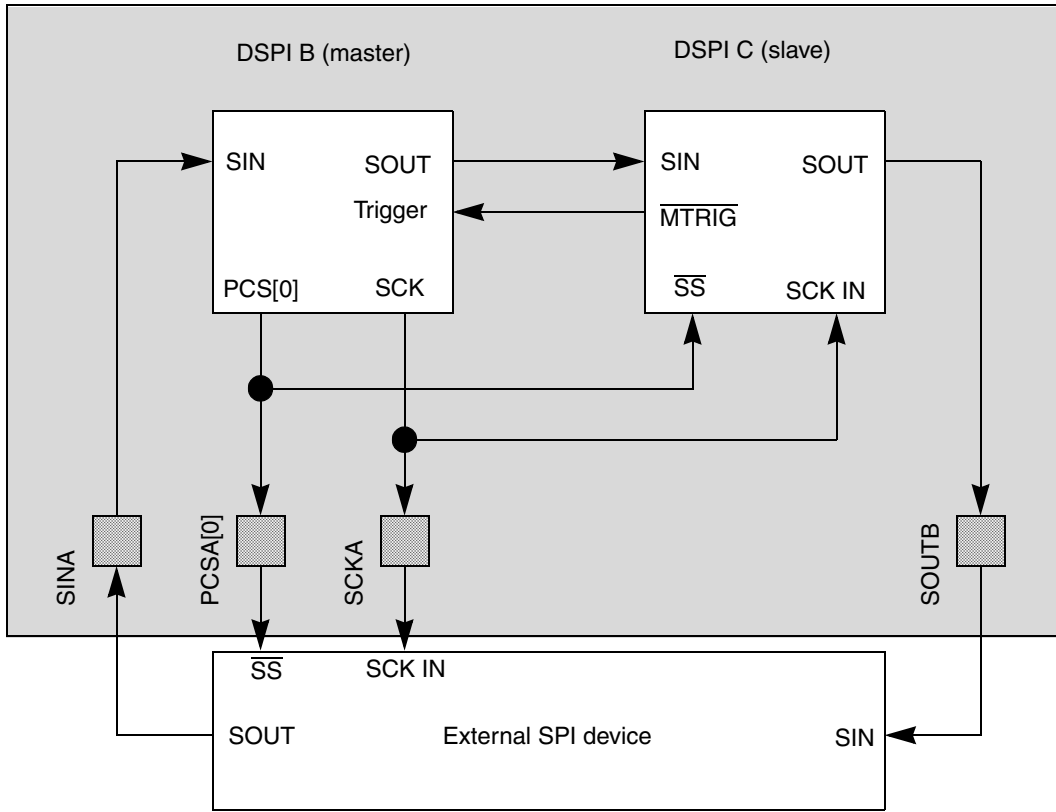 DSPI B (master)
DSPI C (slave)
SIN
SOUT
Trigger
PCS[0]
SCK
SIN
SOUT
MTRIG
SS
SCK IN
SINA
PCSA[0]
SCKA
SOUTB
SS
SCK IN
SOUT
External SPI device
SIN